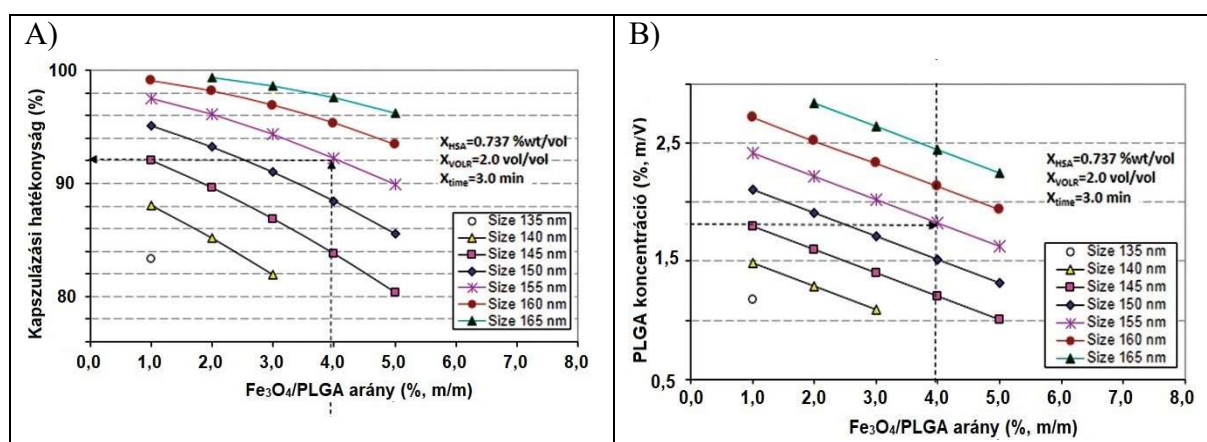 A)
100
90
80
0,0 1,0 2,0 3,0 4,0 5,0 6,0 7,0 8,0
Kapszulázási hatékonyság (%)
Fe₃O₄/PLGA arány (%, m/m)
X_HSA=0.737 %wt/vol
X_VOLR=2.0 vol/vol
X_time=3.0 min
Size 135 nm
Size 140 nm
Size 145 nm
Size 150 nm
Size 155 nm
Size 160 nm
Size 165 nm
B)
2,5
1,5
0,5
0,0 1,0 2,0 3,0 4,0 5,0 6,0 7,0 8,0
PLGA koncentráció (%, m/V)
Fe₃O₄/PLGA arány (%, m/m)
X_HSA=0.737 %wt/vol
X_VOLR=2.0 vol/vol
X_time=3.0 min
Size 135 nm
Size 140 nm
Size 145 nm
Size 150 nm
Size 155 nm
Size 160 nm
Size 165 nm